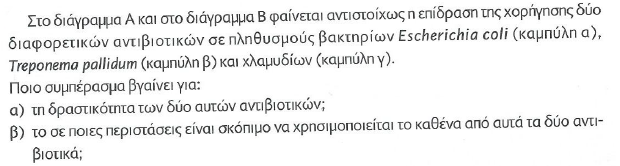 Στο διάγραμμα Α και στο διάγραμμα Β φαίνεται αντιστοίχως η επίδραση της χορήγησης δύο
διαφορετικών αντιβιοτικών σε πληθυσμούς βακτηρίων Escherichia coli (καμπύλη α),
Treponema pallidum (καμπύλη β) και χλαμυδίων (καμπύλη γ).
Ποιο συμπέρασμα βγαίνει για:
α) τη δραστικότητα των δύο αυτών αντιβιοτικών;
β) το σε ποιες περιστάσεις είναι σκόπιμο να χρησιμοποιείται το καθένα από αυτά τα δύο αντι-
βιοτικά;